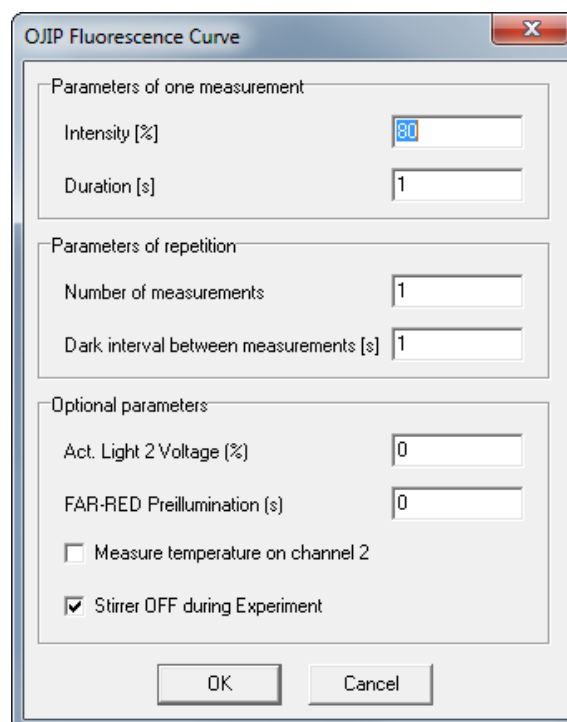 OJIP Fluorescence Curve
Parameters of one measurement
Intensity [%] 80
Duration [s] 1
Parameters of repetition
Number of measurements 1
Dark interval between measurements [s] 1
Optional parameters
Act. Light 2 Voltage (%) 0
FAR-RED Preillumination (s) 0
Measure temperature on channel 2
Stirrer OFF during Experiment
OK Cancel